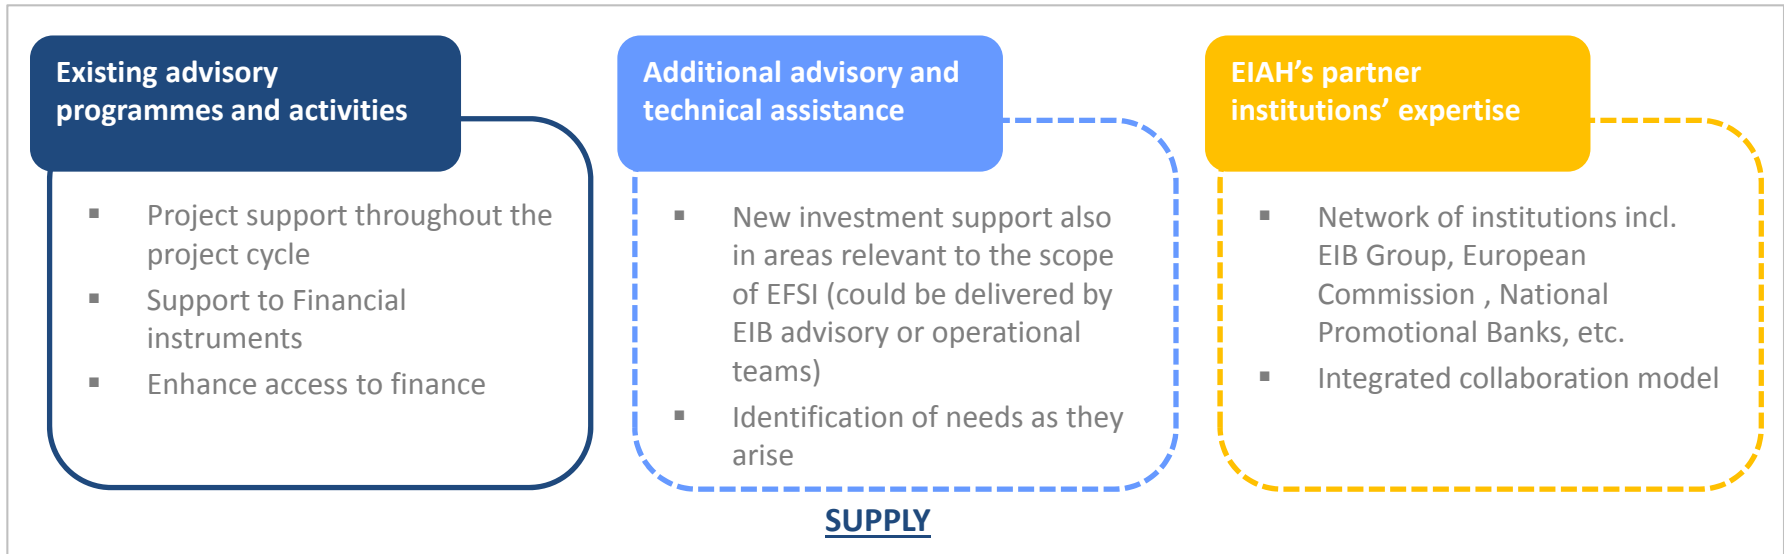 Existing advisory
programmes and activities
▪ Project support throughout the
project cycle
▪ Support to Financial
instruments
▪ Enhance access to finance
Additional advisory and
technical assistance
▪ New investment support also
in areas relevant to the scope
of EFSI (could be delivered by
EIB advisory or operational
teams)
▪ Identification of needs as they
arise
EIAH’s partner
institutions’ expertise
▪ Network of institutions incl.
EIB Group, European
Commission , National
Promotional Banks, etc.
▪ Integrated collaboration model
SUPPLY